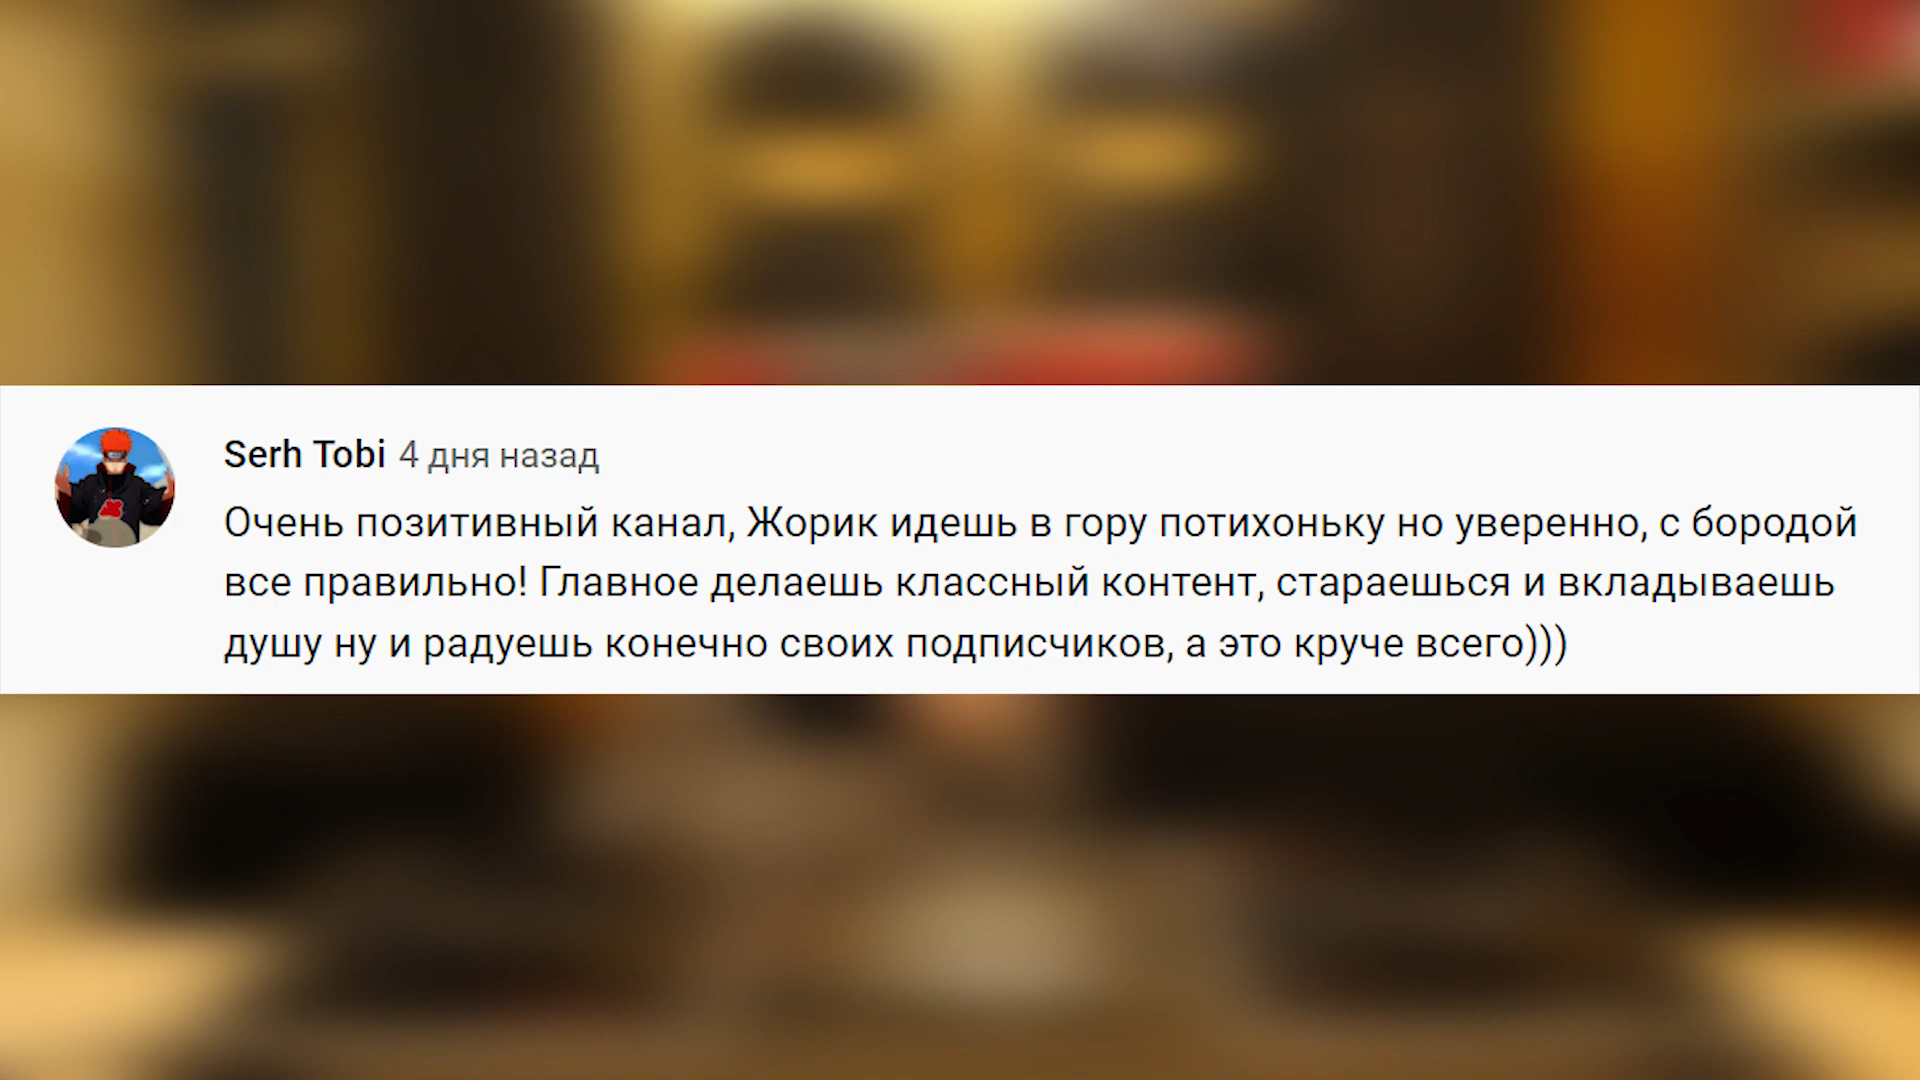 Serh Tobi 4 дня назад
Очень позитивный канал, Жорик идешь в гору потихоньку но уверенно, с бородой
все правильно! Главное делаешь классный контент, стараешься и вкладываешь
душу ну и радуешь конечно своих подписчиков, а это круче всего)))